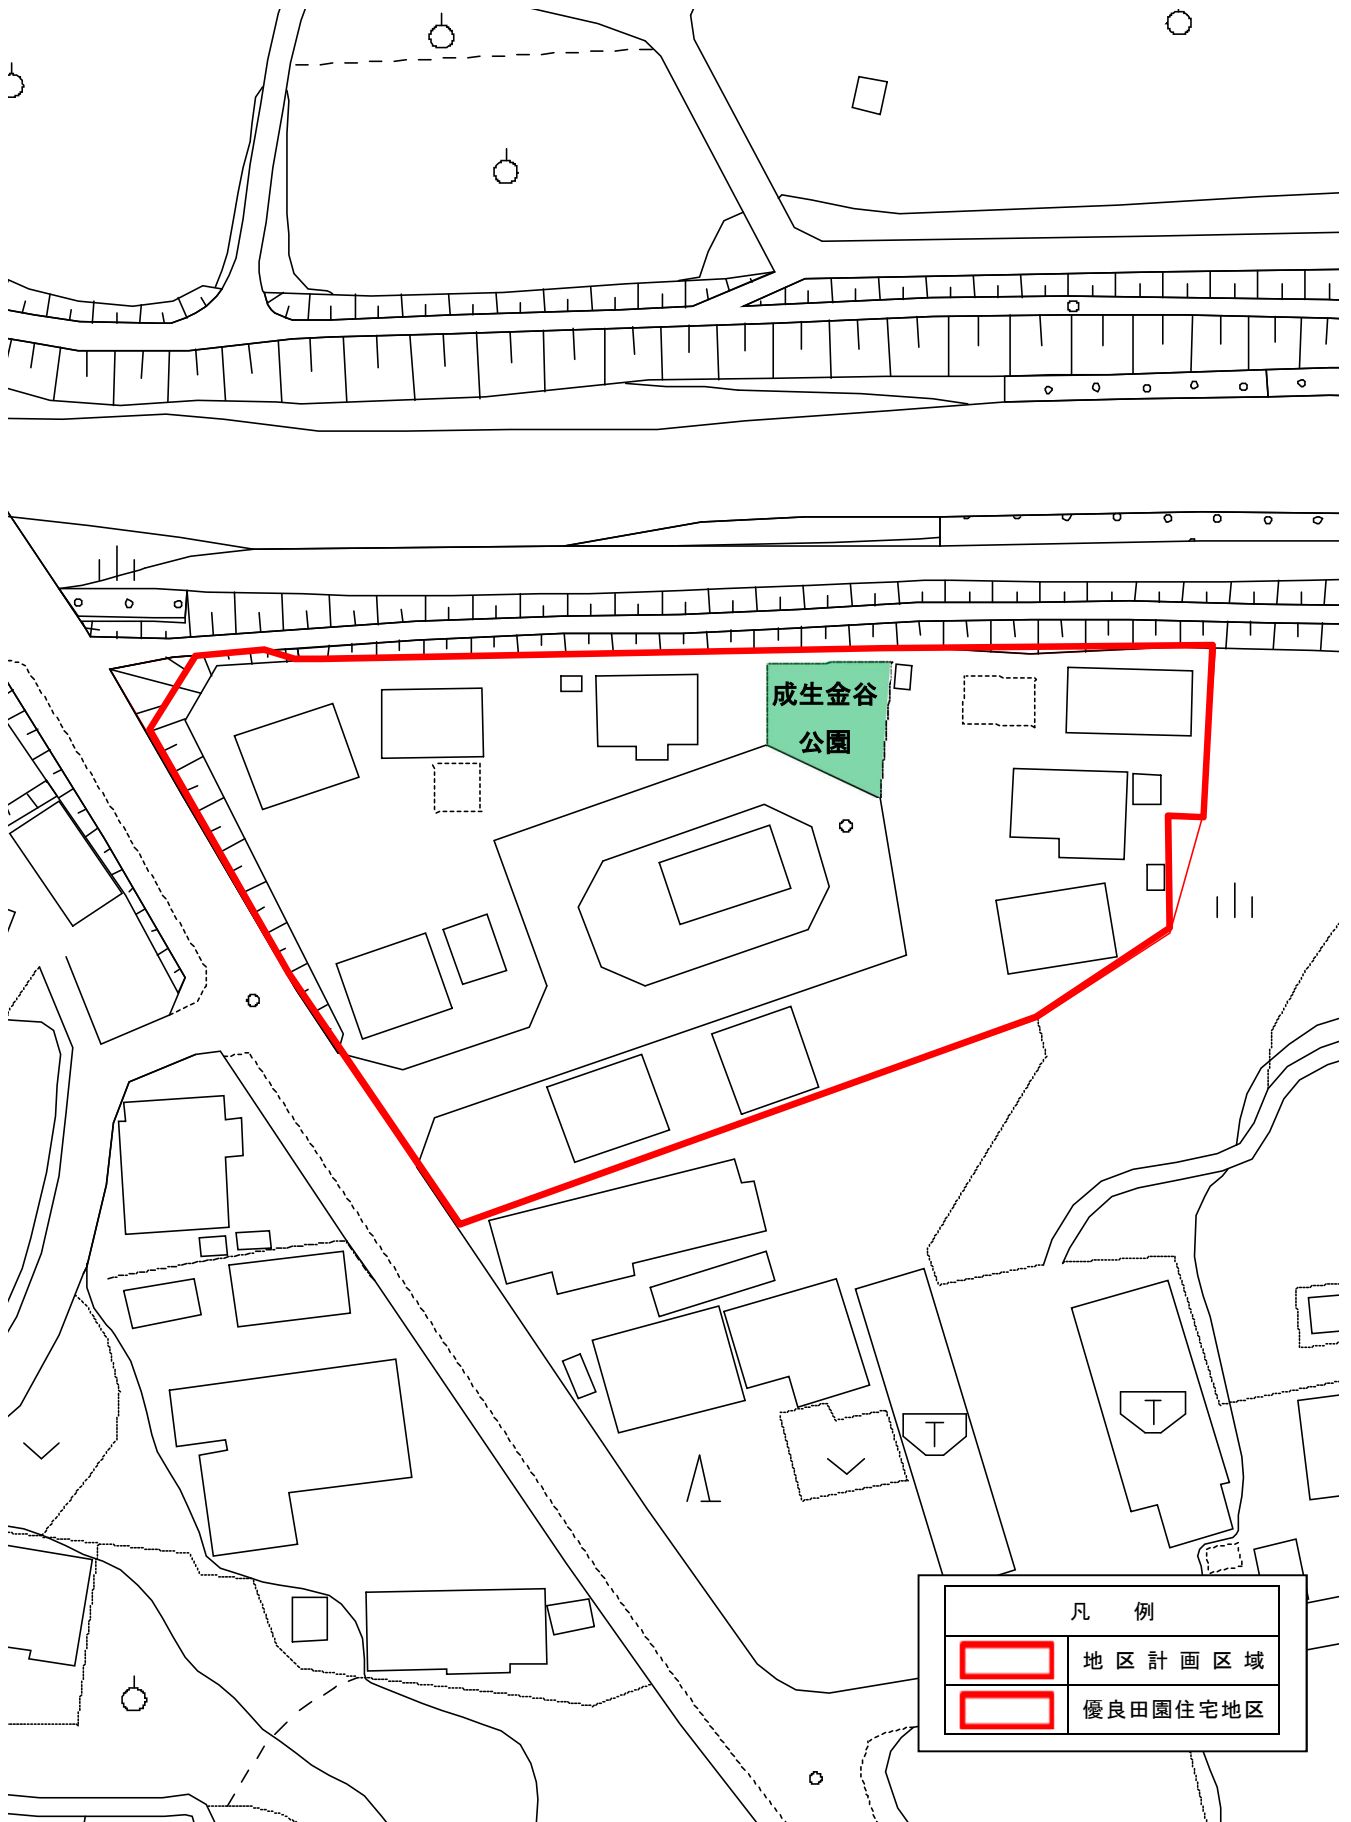 成生金谷
公園
凡例
地区計画区域
優良田園住宅地区